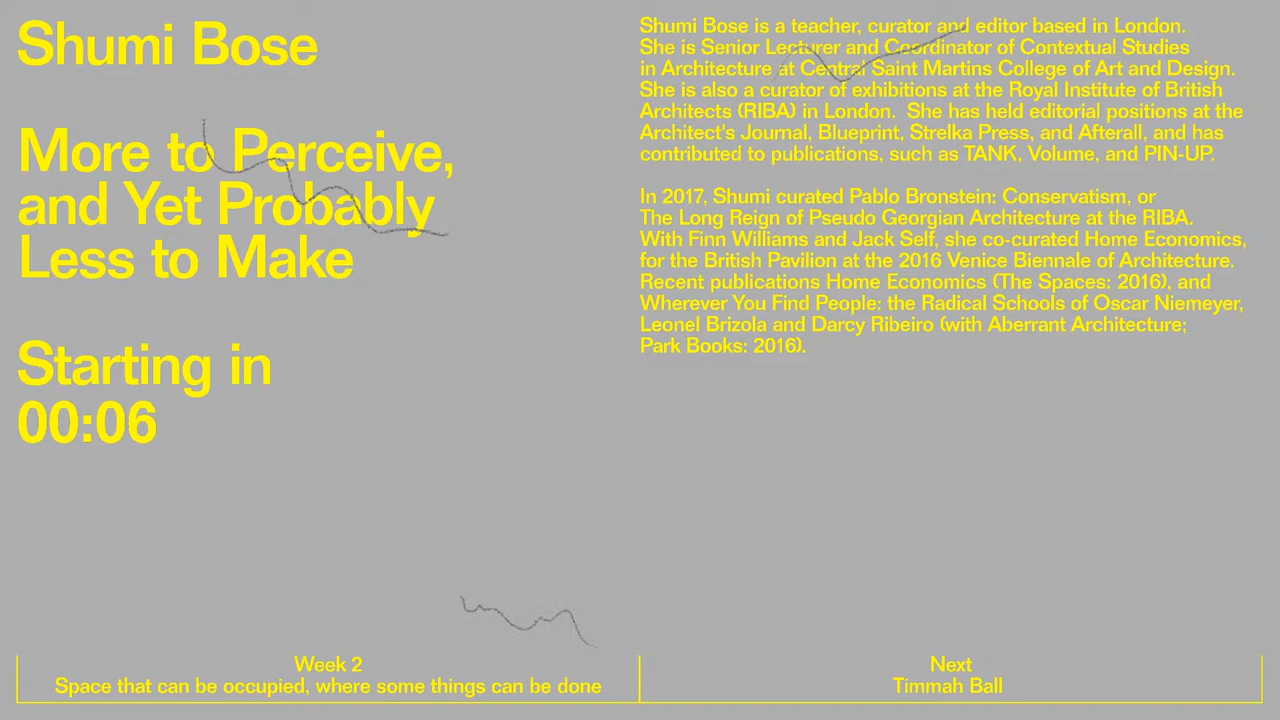 Shumi Bose
More to Perceive,
and Yet Probably
Less to Make
Starting in
00:06
Shumi Bose is a teacher, curator and editor based in London.
She is Senior Lecturer and Coordinator of Contextual Studies
in Architecture at Central Saint Martins College of Art and Design.
She is also a curator of exhibitions at the Royal Institute of British
Architects (RIBA) in London.  She has held editorial positions at the
Architect's Journal, Blueprint, Strelka Press, and Afterall, and has
contributed to publications, such as TANK, Volume, and PIN-UP.
In 2017, Shumi curated Pablo Bronstein: Conservatism, or
The Long Reign of Pseudo Georgian Architecture at the RIBA.
With Finn Williams and Jack Self, she co-curated Home Economics,
for the British Pavilion at the 2016 Venice Biennale of Architecture.
Recent publications Home Economics (The Spaces: 2016), and
Wherever You Find People: the Radical Schools of Oscar Niemeyer,
Leonel Brizola and Darcy Ribeiro (with Aberrant Architecture;
Park Books: 2016).
Week 2
Space that can be occupied, where some things can be done
Next
Timmah Ball